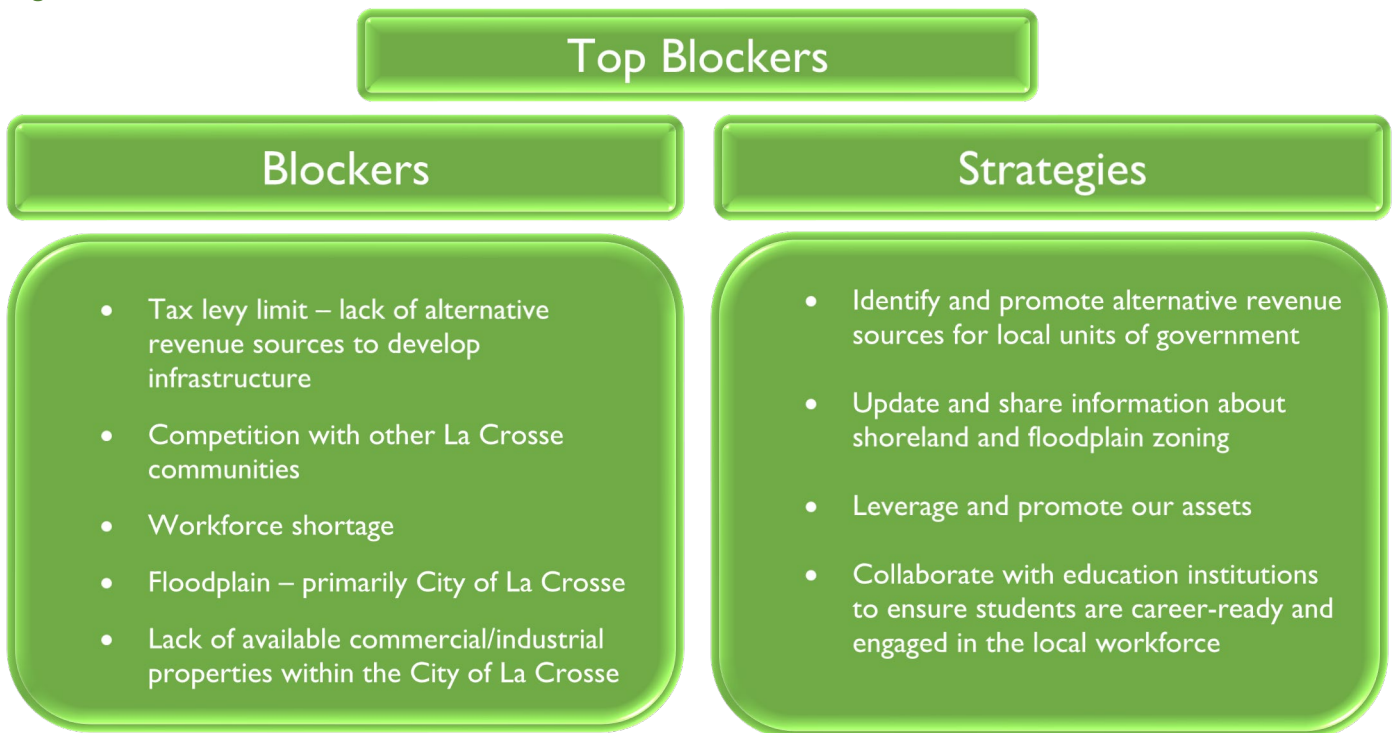 Top Blockers
Blockers
• Tax levy limit – lack of alternative
revenue sources to develop
infrastructure
• Competition with other La Crosse
communities
• Workforce shortage
• Floodplain – primarily City of La Crosse
• Lack of available commercial/industrial
properties within the City of La Crosse
Strategies
• Identify and promote alternative revenue
sources for local units of government
• Update and share information about
shoreland and floodplain zoning
• Leverage and promote our assets
• Collaborate with education institutions
to ensure students are career-ready and
engaged in the local workforce